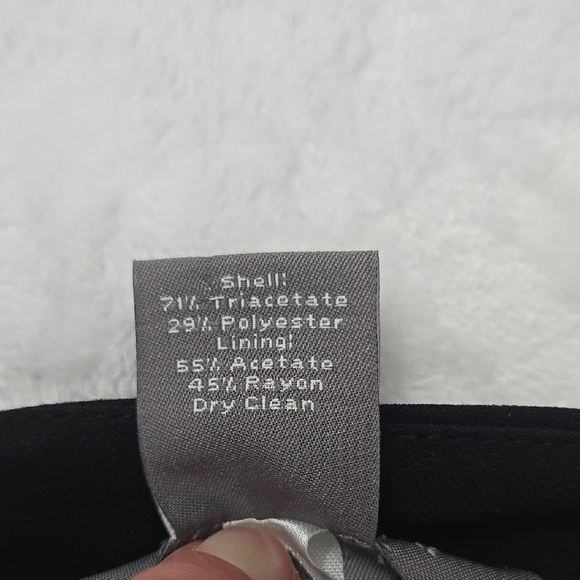 Shell:
71% Triacetate
29% Polyester
Lining:
55% Acetate
45% Rayon
Dry Clean